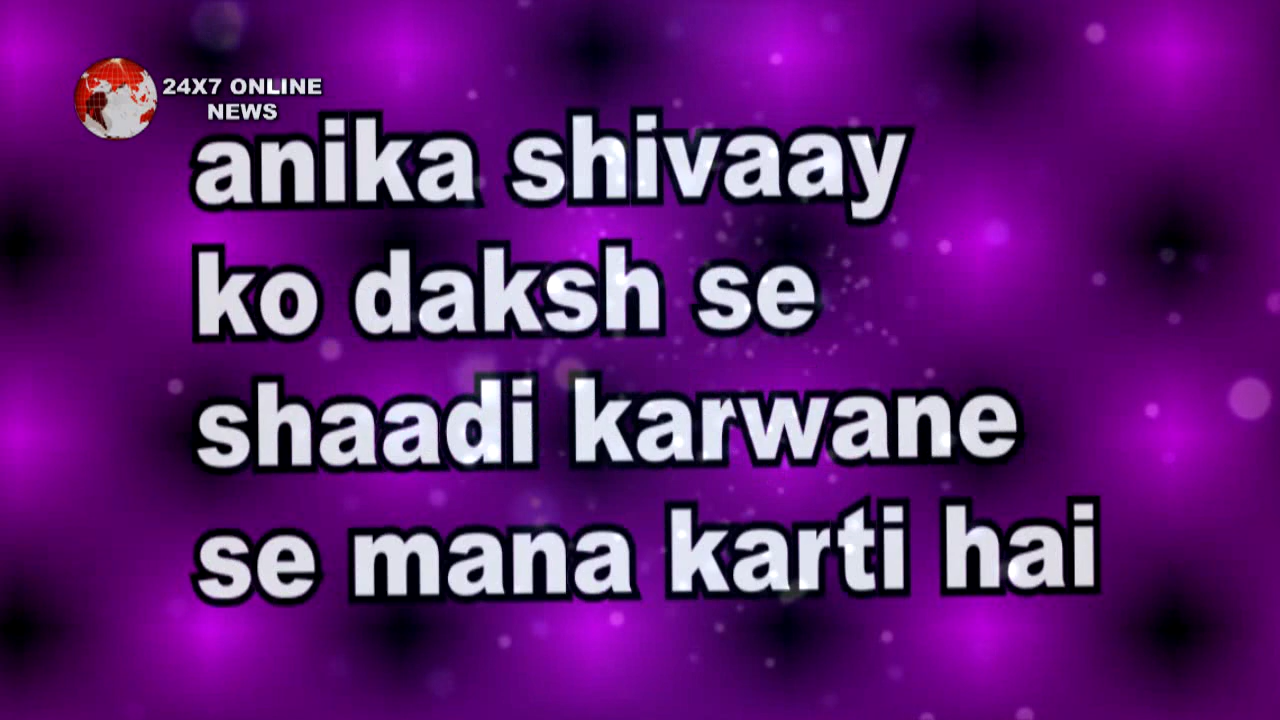 24X7 ONLINE
NEWS
anika shivaay
ko daksh se
shaadi karwane
se mana karti hai